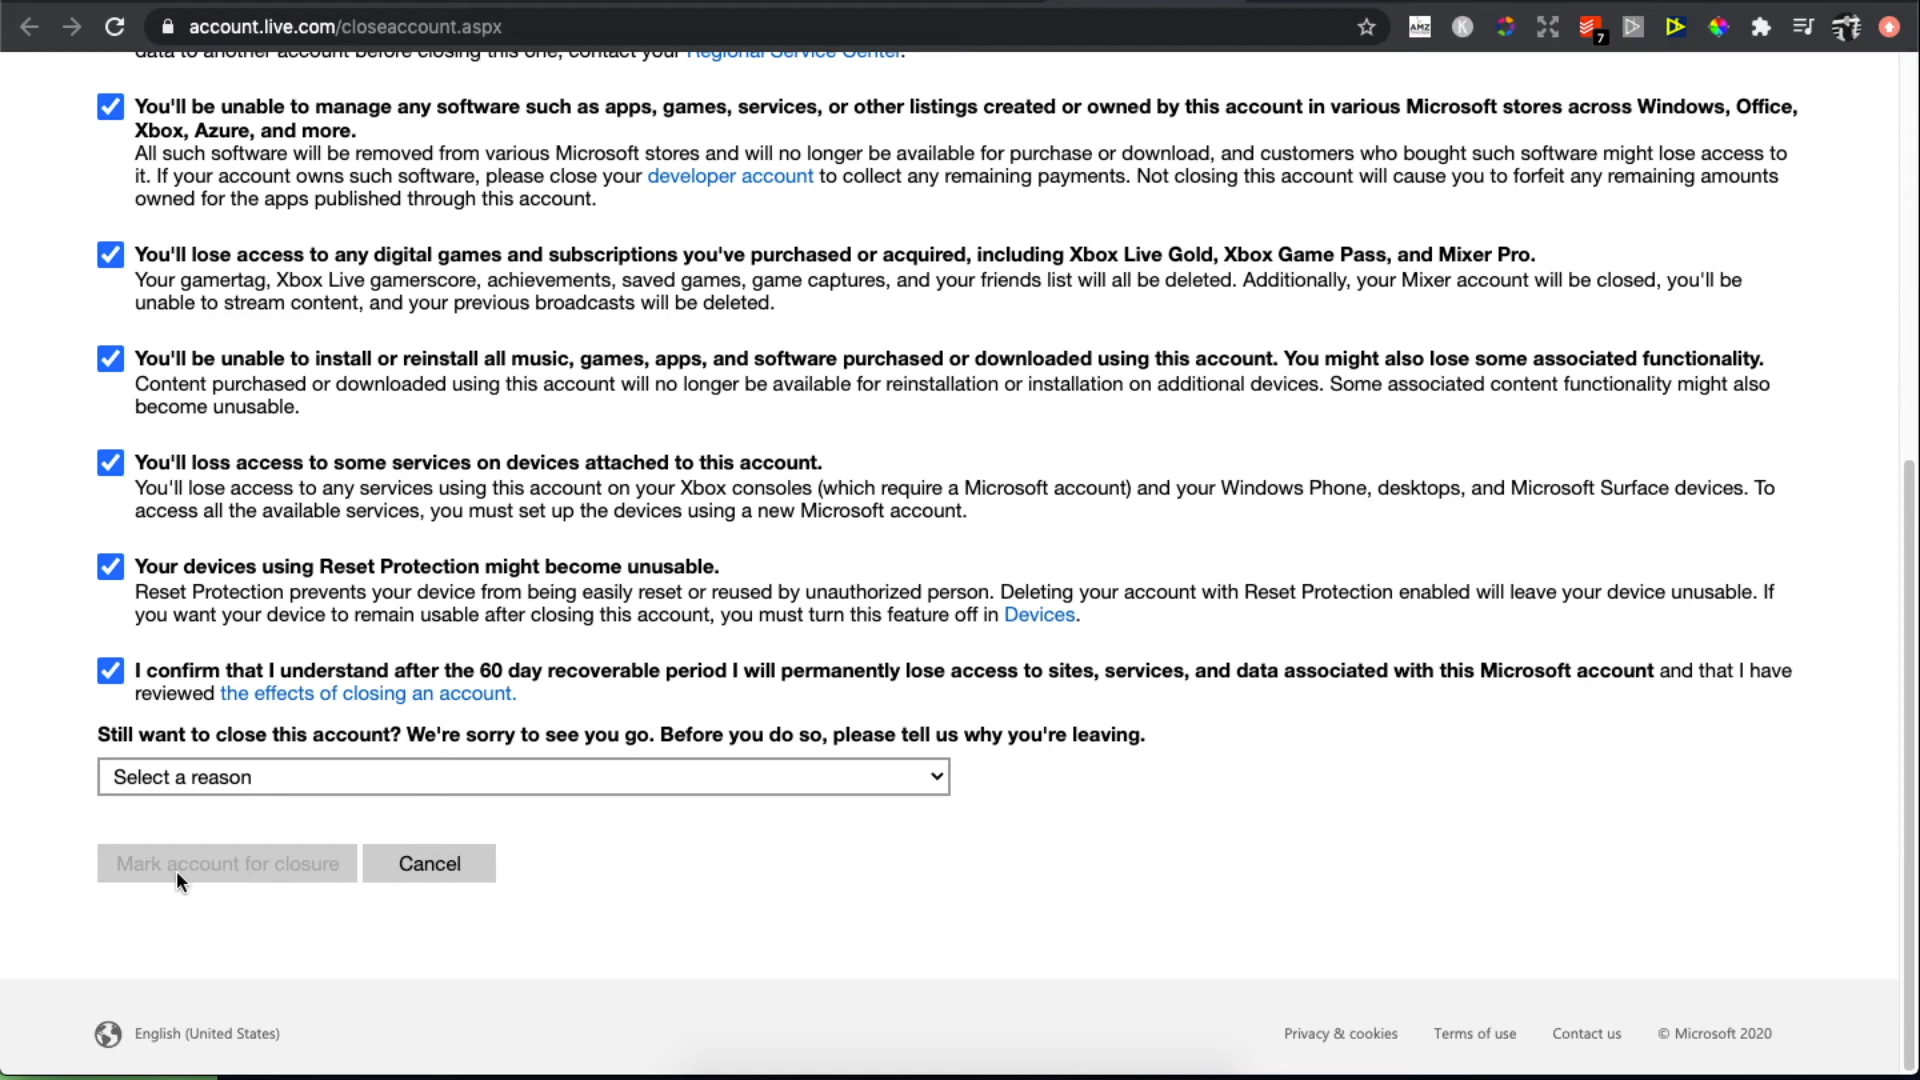 account.live.com/closeaccount.aspx
AMZ
K
7
data to another account before closing this one, contact your Regional Service Center.
You'll be unable to manage any software such as apps, games, services, or other listings created or owned by this account in various Microsoft stores across Windows, Office,
Xbox, Azure, and more.
All such software will be removed from various Microsoft stores and will no longer be available for purchase or download, and customers who bought such software might lose access to
it. If your account owns such software, please close your developer account to collect any remaining payments. Not closing this account will cause you to forfeit any remaining amounts
owned for the apps published through this account.
You'll lose access to any digital games and subscriptions you've purchased or acquired, including Xbox Live Gold, Xbox Game Pass, and Mixer Pro.
Your gamertag, Xbox Live gamerscore, achievements, saved games, game captures, and your friends list will all be deleted. Additionally, your Mixer account will be closed, you'll be
unable to stream content, and your previous broadcasts will be deleted.
You'll be unable to install or reinstall all music, games, apps, and software purchased or downloaded using this account. You might also lose some associated functionality.
Content purchased or downloaded using this account will no longer be available for reinstallation or installation on additional devices. Some associated content functionality might also
become unusable.
You'll loss access to some services on devices attached to this account.
You'll lose access to any services using this account on your Xbox consoles (which require a Microsoft account) and your Windows Phone, desktops, and Microsoft Surface devices. To
access all the available services, you must set up the devices using a new Microsoft account.
Your devices using Reset Protection might become unusable.
Reset Protection prevents your device from being easily reset or reused by unauthorized person. Deleting your account with Reset Protection enabled will leave your device unusable. If
you want your device to remain usable after closing this account, you must turn this feature off in Devices.
I confirm that I understand after the 60 day recoverable period I will permanently lose access to sites, services, and data associated with this Microsoft account and that I have
reviewed the effects of closing an account.
Still want to close this account? We're sorry to see you go. Before you do so, please tell us why you're leaving.
Select a reason
Mark account for closure
Cancel
English (United States)
Privacy & cookies
Terms of use
Contact us
© Microsoft 2020